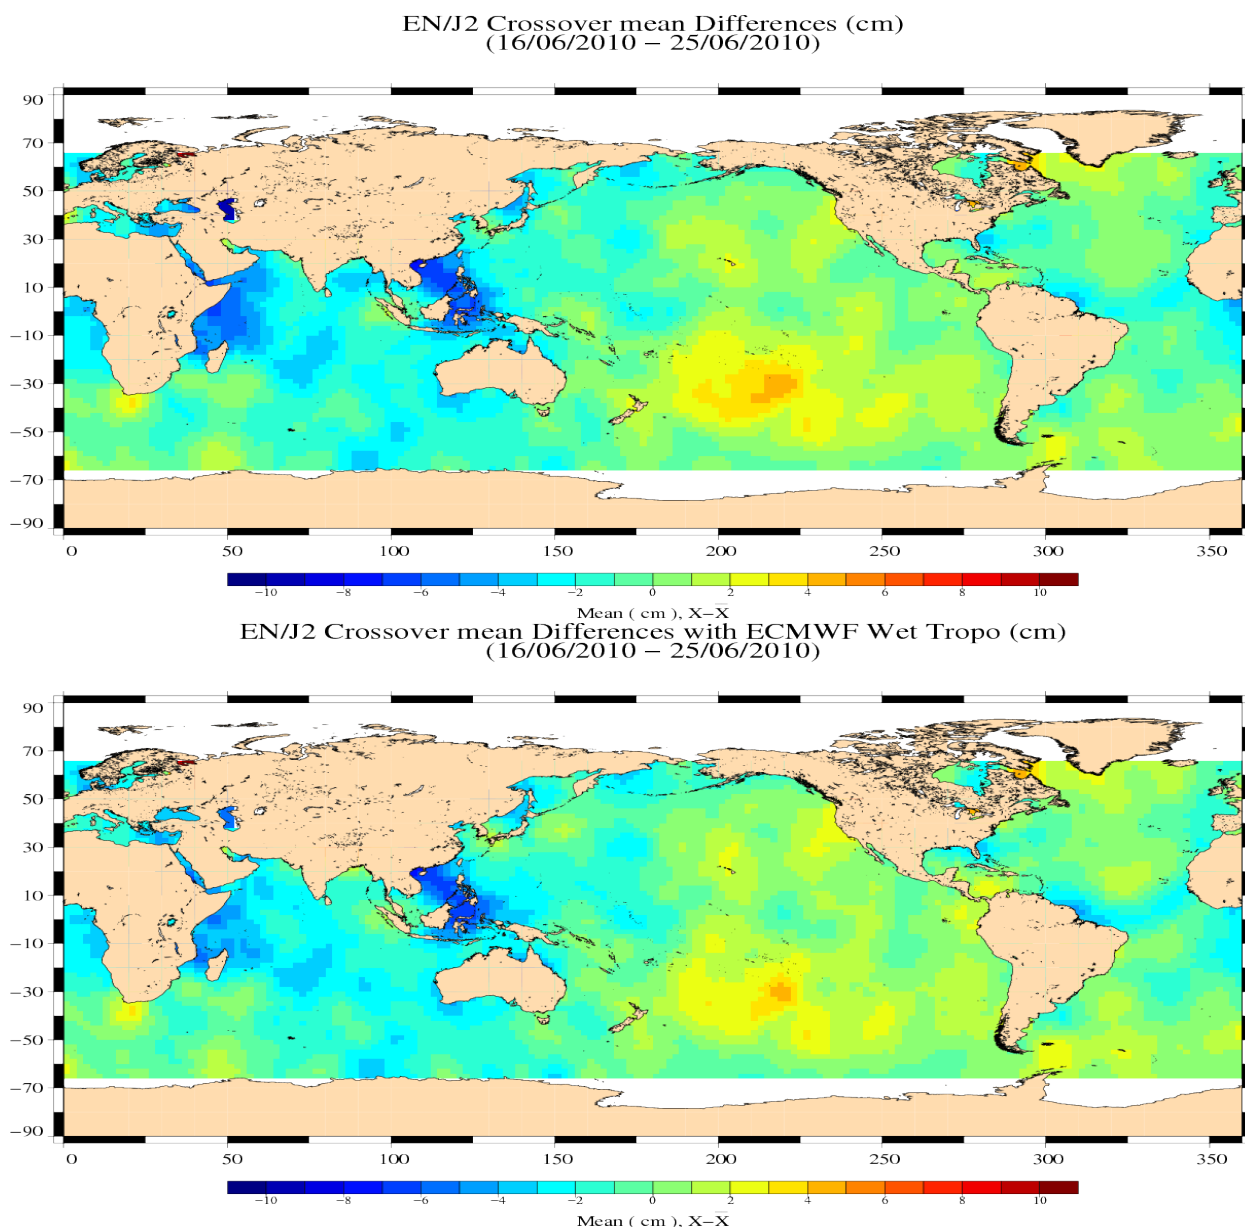 EN/J2 Crossover mean Differences (cm)
(16/06/2010 − 25/06/2010)
90
70
50
30
10
−10
−30
−50
−70
−90
0 50 100 150 200 250 300 350
−10 −8 −6 −4 −2 0 2 4 6 8 10
Mean ( cm ), X−X̅
EN/J2 Crossover mean Differences with ECMWF Wet Tropo (cm)
(16/06/2010 − 25/06/2010)
90
70
50
30
10
−10
−30
−50
−70
−90
0 50 100 150 200 250 300 350
−10 −8 −6 −4 −2 0 2 4 6 8 10
Mean ( cm ), X−X̅